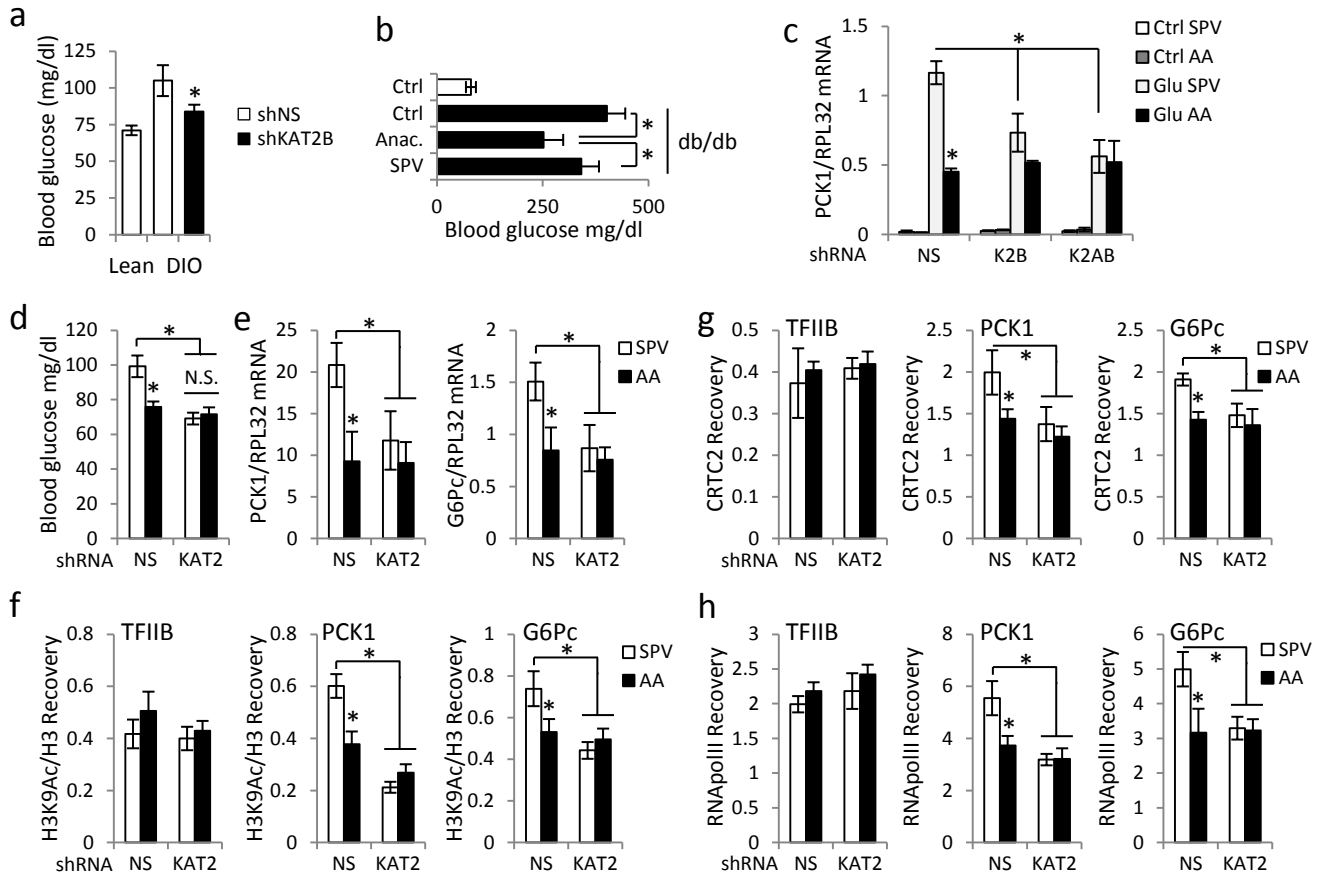 a
Blood glucose (mg/dl)
125
100
75
50
25
0
*
Lean DIO
shNS
shKAT2B
b
Ctrl
Ctrl
Anac.
SPV
*
*
db/db
0 250 500
Blood glucose mg/dl
c
PCK1/RPL32 mRNA
1.5
1
0.5
0
*
*
shRNA NS K2B K2AB
Ctrl SPV
Ctrl AA
Glu SPV
Glu AA
d
Blood glucose mg/dl
120
100
80
60
40
20
0
*
N.S.
*
shRNA NS KAT2
e
PCK1/RPL32 mRNA
25
20
15
10
5
0
*
*
NS KAT2
G6Pc/RPL32 mRNA
2
1.5
1
0.5
0
*
*
NS KAT2
SPV
AA
g
TFIIB
CRTC2 Recovery
0.5
0.4
0.3
0.2
0.1
0
NS KAT2
PCK1
CRTC2 Recovery
2.5
2
1.5
1
0.5
0
*
*
NS KAT2
G6Pc
CRTC2 Recovery
2.5
2
1.5
1
0.5
0
*
*
NS KAT2
SPV
AA
f
TFIIB
H3K9Ac/H3 Recovery
0.8
0.6
0.4
0.2
0
shRNA NS KAT2
PCK1
H3K9Ac/H3 Recovery
0.8
0.6
0.4
0.2
0
*
*
NS KAT2
G6Pc
H3K9Ac/H3 Recovery
1
0.8
0.6
0.4
0.2
0
*
*
NS KAT2
SPV
AA
h
TFIIB
RNApolII Recovery
3
2.5
2
1.5
1
0.5
0
shRNA NS KAT2
PCK1
RNApolII Recovery
8
6
4
2
0
*
*
NS KAT2
G6Pc
RNApolII Recovery
6
5
4
3
2
1
0
*
*
NS KAT2
SPV
AA